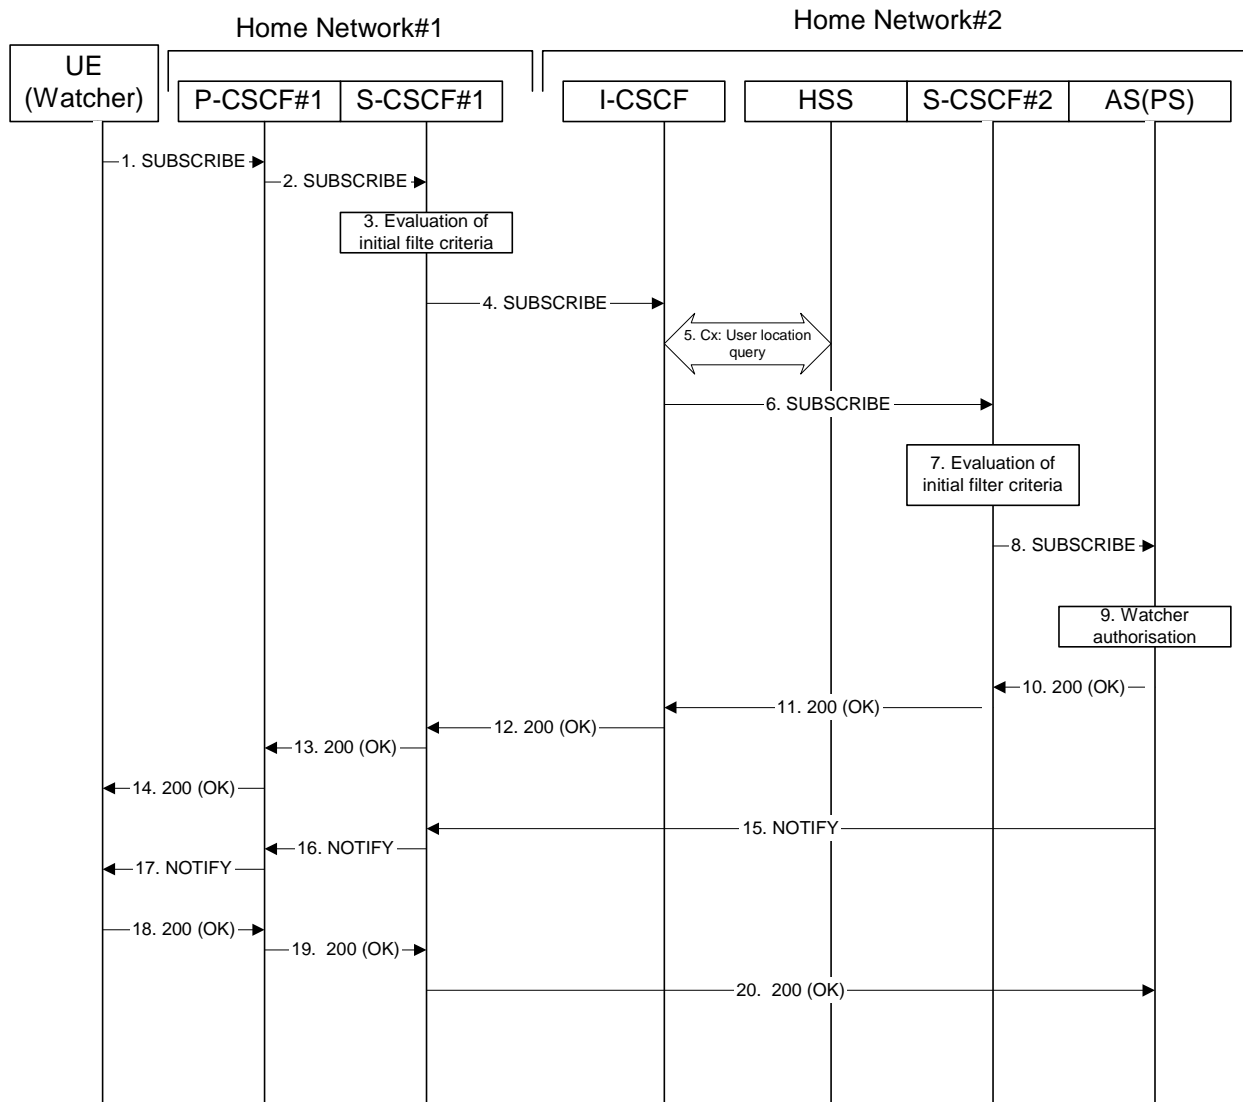 Home Network#1
Home Network#2
UE
(Watcher)
P-CSCF#1
S-CSCF#1
I-CSCF
HSS
S-CSCF#2
AS(PS)
1. SUBSCRIBE
2. SUBSCRIBE
3. Evaluation of
initial filte criteria
4. SUBSCRIBE
5. Cx: User location
query
6. SUBSCRIBE
7. Evaluation of
initial filter criteria
8. SUBSCRIBE
9. Watcher
authorisation
10. 200 (OK)
11. 200 (OK)
12. 200 (OK)
13. 200 (OK)
14. 200 (OK)
15. NOTIFY
16. NOTIFY
17. NOTIFY
18. 200 (OK)
19. 200 (OK)
20. 200 (OK)